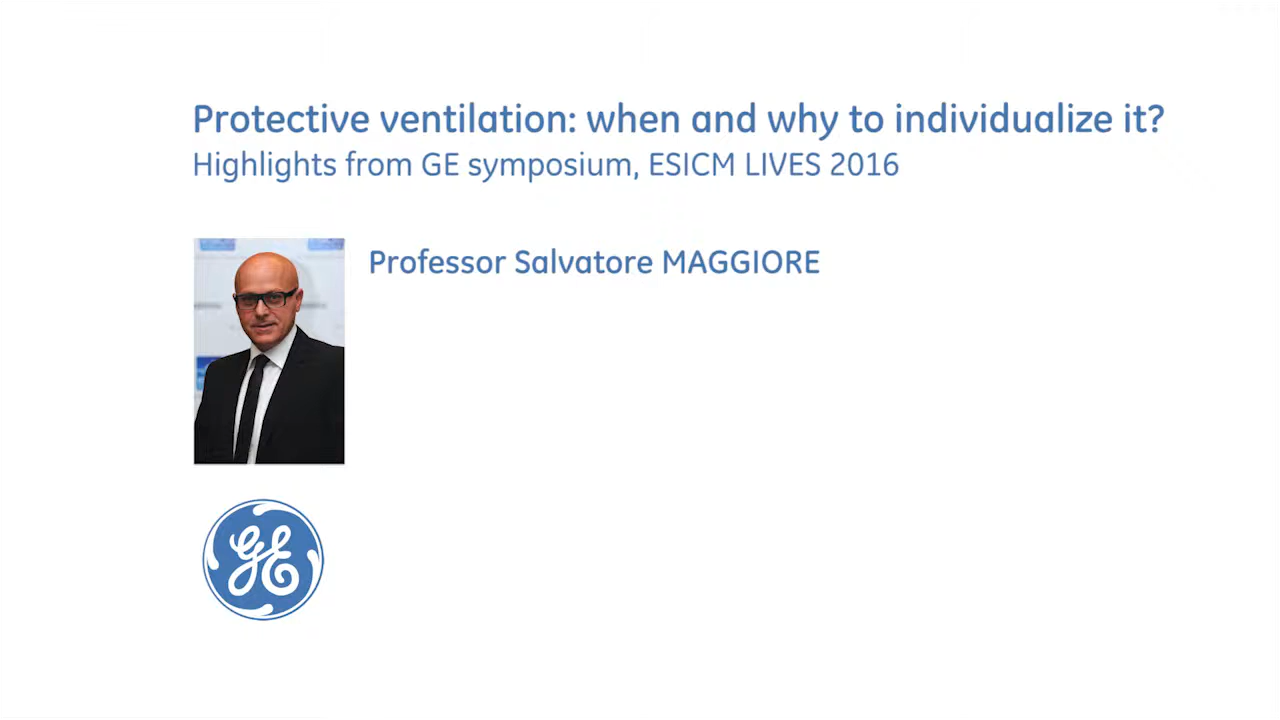 Protective ventilation: when and why to individualize it?
Highlights from GE symposium, ESICM LIVES 2016
Professor Salvatore MAGGIORE
GE